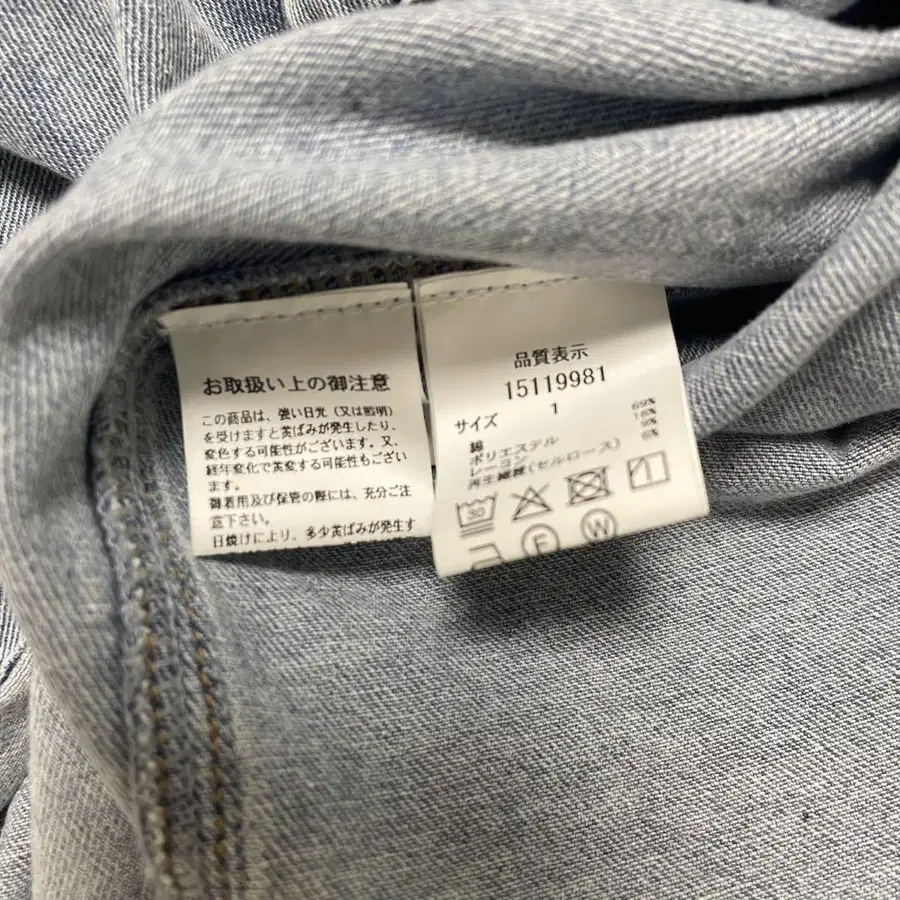 お取扱い上の御注意
この商品は、強い日光(又は照明)
を受けますと黄ばみが発生したり、
変色する可能性がございます。又、
経年変化で黄変する可能性もござい
ます。
御着用及び保管の際には、充分ご注
意下さい。
日焼けにより、多少黄ばみが発生す
品質表示
15119981
サイズ 1
綿 69%
ポリエステル 16%
レーヨン 9%
再生繊維(セルロース) 6%
30
F W